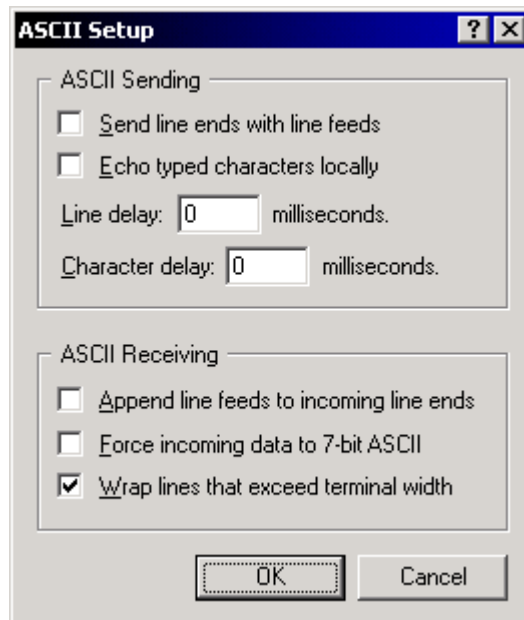 ASCII Setup
ASCII Sending
Send line ends with line feeds
Echo typed characters locally
Line delay: 0 milliseconds.
Character delay: 0 milliseconds.
ASCII Receiving
Append line feeds to incoming line ends
Force incoming data to 7-bit ASCII
Wrap lines that exceed terminal width
OK Cancel